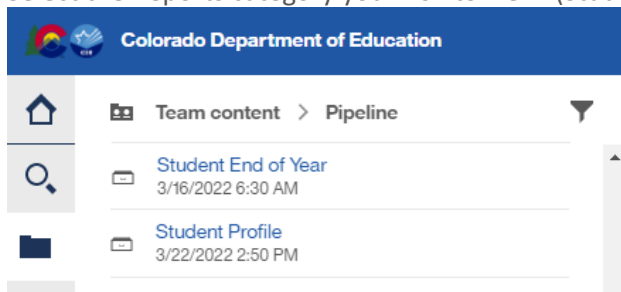 Colorado Department of Education
Team content > Pipeline
Student End of Year
3/16/2022 6:30 AM
Student Profile
3/22/2022 2:50 PM